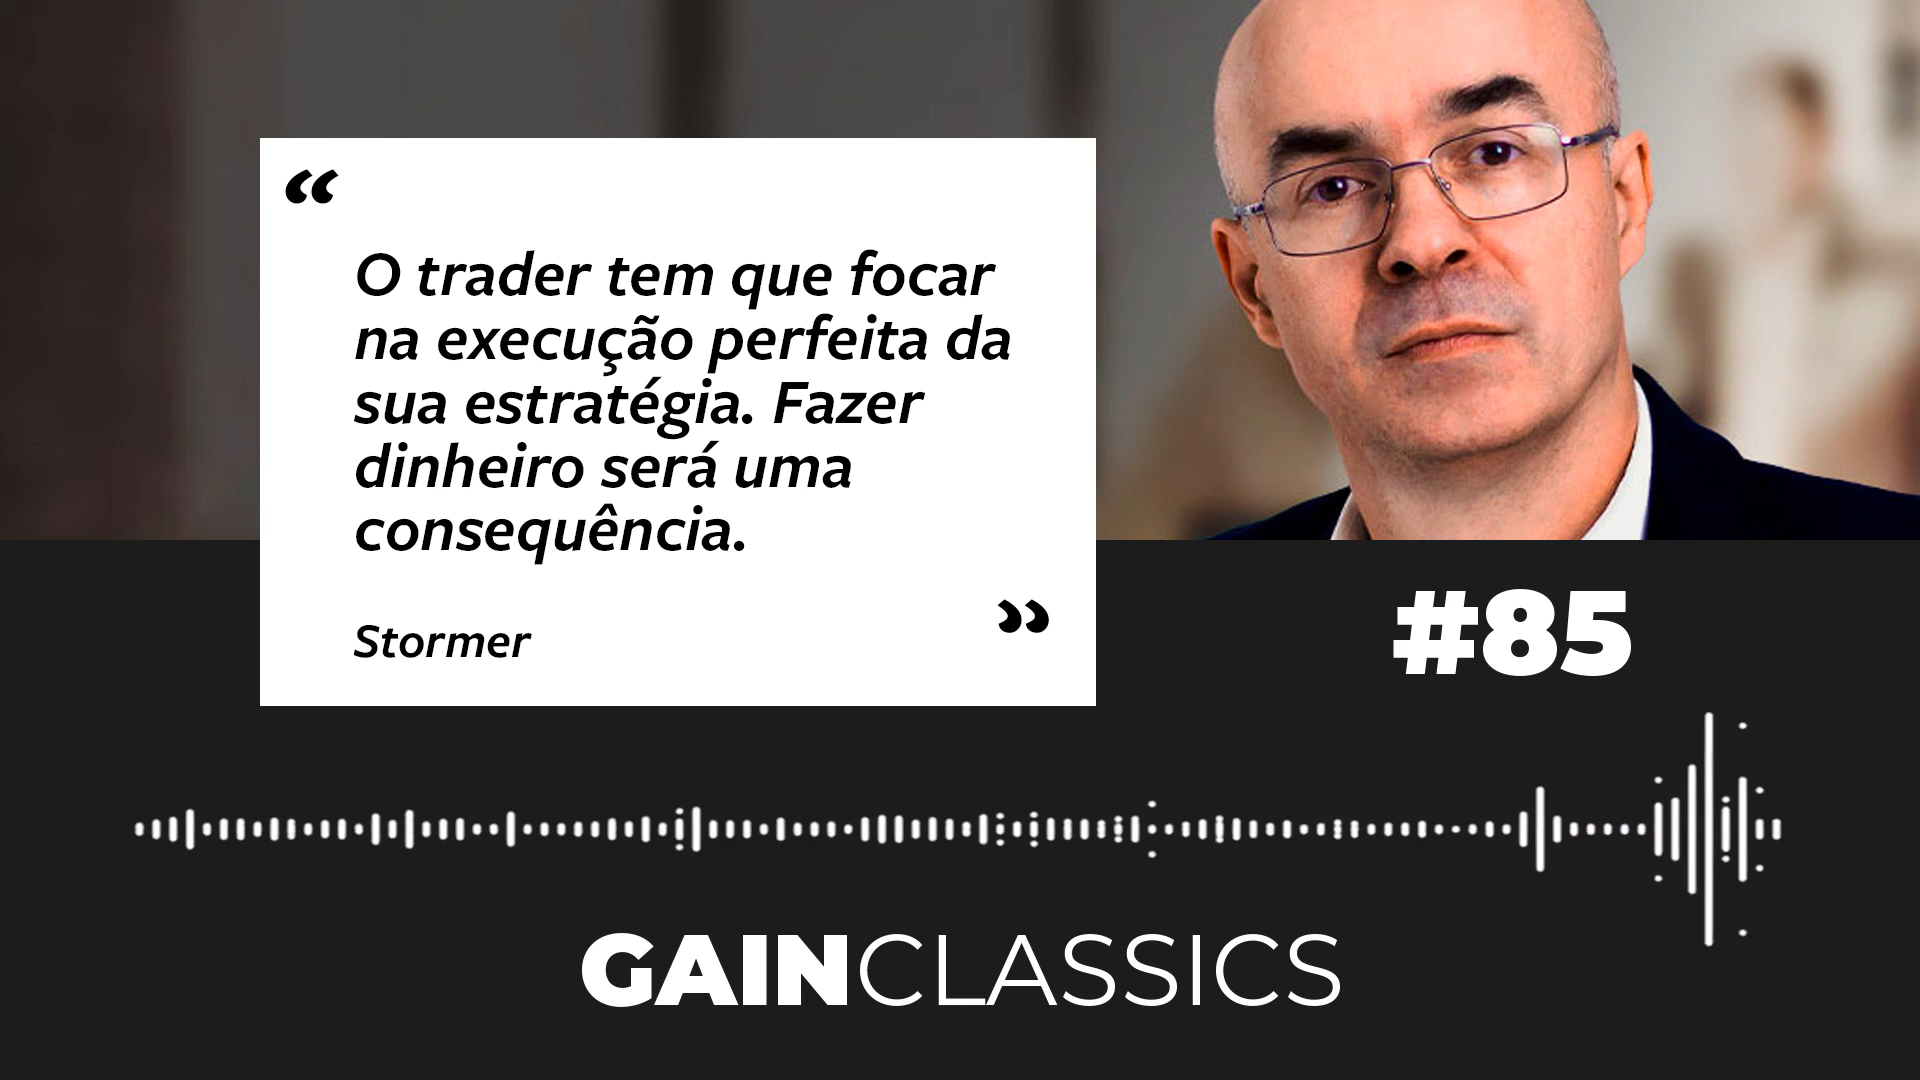 “
O trader tem que focar
na execução perfeita da
sua estratégia. Fazer
dinheiro será uma
consequência.
”
Stormer
#85
GAINCLASSICS